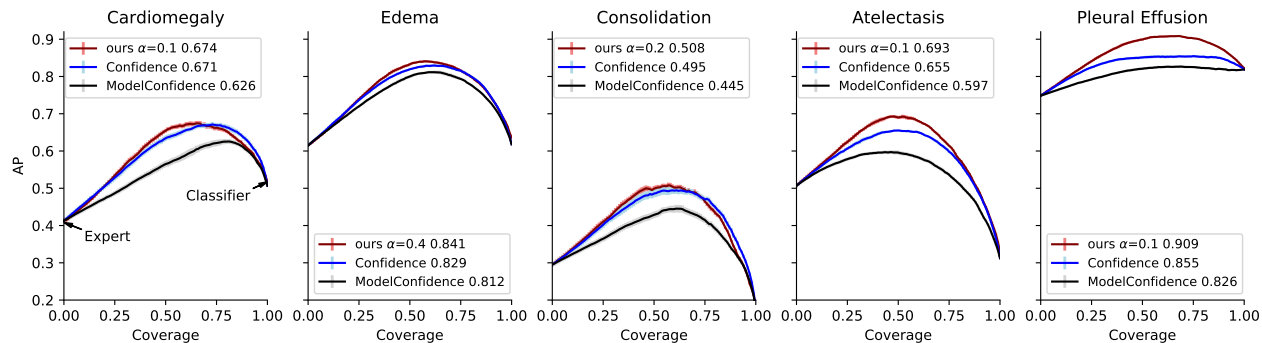 Cardiomegaly
Edema
Consolidation
Atelectasis
Pleural Effusion
AP
0.9
0.8
0.7
0.6
0.5
0.4
0.3
0.2
ours α=0.1 0.674
Confidence 0.671
ModelConfidence 0.626
Classifier
Expert
0.00 0.25 0.50 0.75 1.00
Coverage
ours α=0.4 0.841
Confidence 0.829
ModelConfidence 0.812
0.00 0.25 0.50 0.75 1.00
Coverage
ours α=0.2 0.508
Confidence 0.495
ModelConfidence 0.445
0.00 0.25 0.50 0.75 1.00
Coverage
ours α=0.1 0.693
Confidence 0.655
ModelConfidence 0.597
0.00 0.25 0.50 0.75 1.00
Coverage
ours α=0.1 0.909
Confidence 0.855
ModelConfidence 0.826
0.00 0.25 0.50 0.75 1.00
Coverage